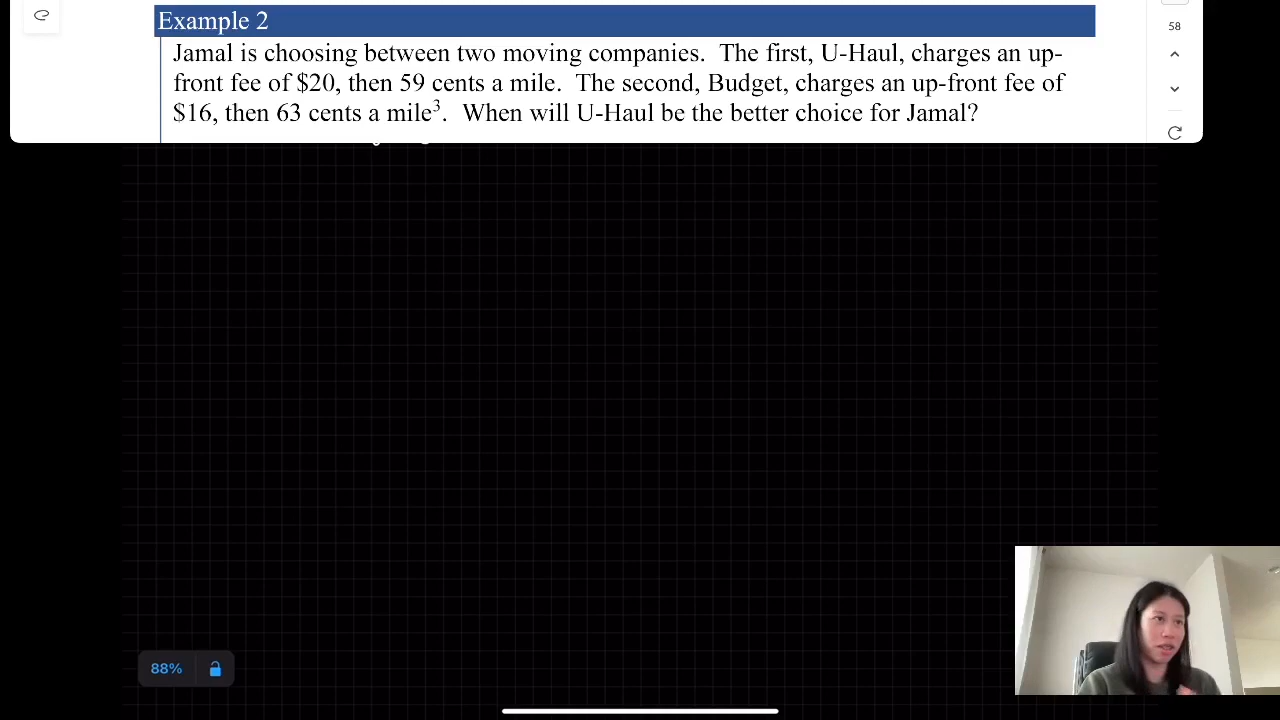 Example 2
58
Jamal is choosing between two moving companies. The first, U-Haul, charges an up-
front fee of $20, then 59 cents a mile. The second, Budget, charges an up-front fee of
$16, then 63 cents a mile³. When will U-Haul be the better choice for Jamal?
88%